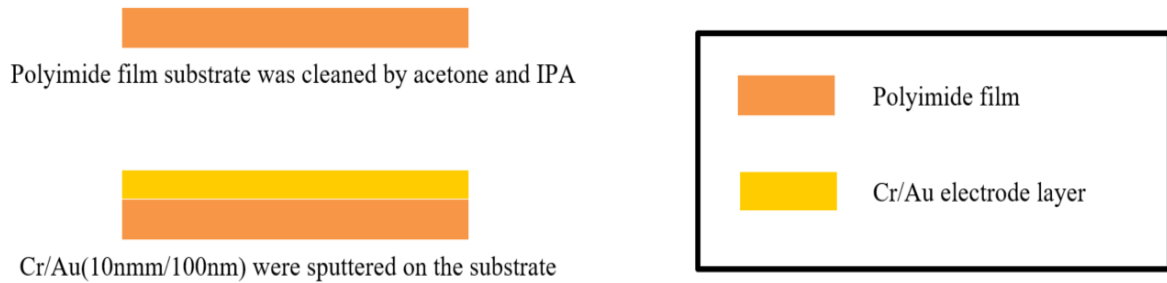 Polyimide film substrate was cleaned by acetone and IPA
Cr/Au(10nmm/100nm) were sputtered on the substrate
Polyimide film
Cr/Au electrode layer